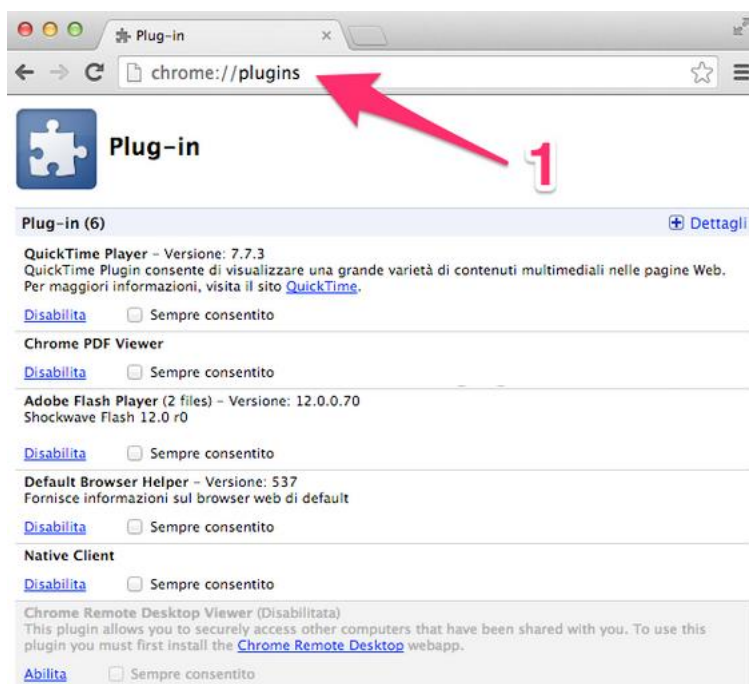 Plug-in
chrome://plugins
1
Plug-in
Plug-in (6)
Dettagli
QuickTime Player - Versione: 7.7.3
QuickTime Plugin consente di visualizzare una grande varietà di contenuti multimediali nelle pagine Web.
Per maggiori informazioni, visita il sito QuickTime.
Disabilita Sempre consentito
Chrome PDF Viewer
Disabilita Sempre consentito
Adobe Flash Player (2 files) - Versione: 12.0.0.70
Shockwave Flash 12.0 r0
Disabilita Sempre consentito
Default Browser Helper - Versione: 537
Fornisce informazioni sul browser web di default
Disabilita Sempre consentito
Native Client
Disabilita Sempre consentito
Chrome Remote Desktop Viewer (Disabilitata)
This plugin allows you to securely access other computers that have been shared with you. To use this
plugin you must first install the Chrome Remote Desktop webapp.
Abilita Sempre consentito